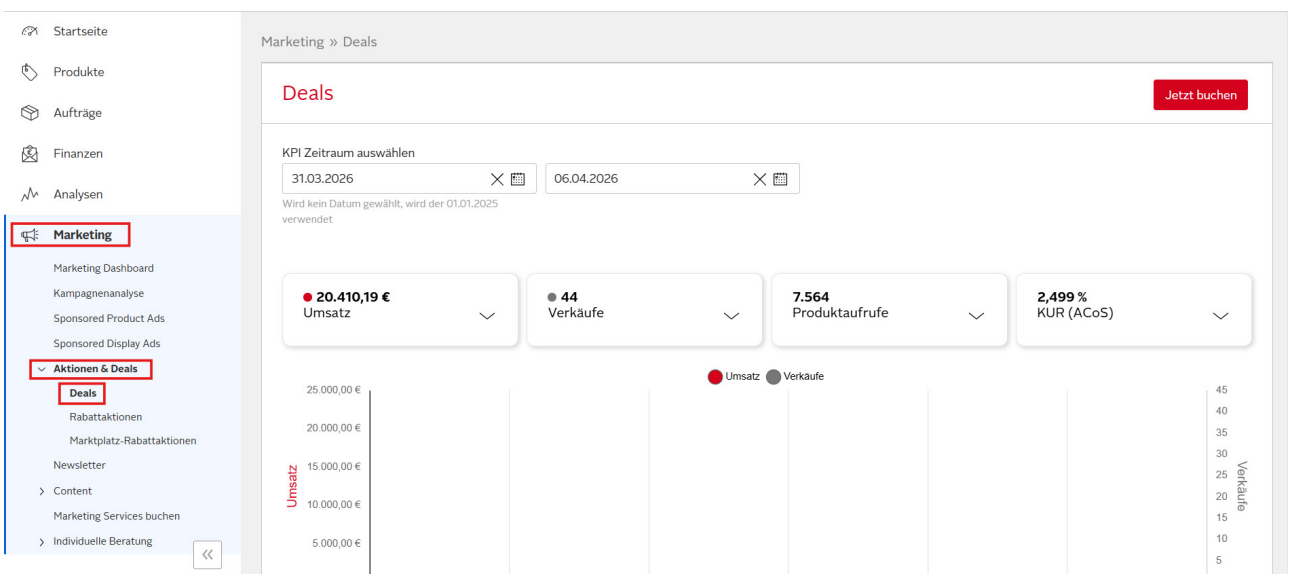 Startseite
Produkte
Aufträge
Finanzen
Analysen
Marketing
Marketing Dashboard
Kampagnenanalyse
Sponsored Product Ads
Sponsored Display Ads
Aktionen & Deals
Deals
Rabattaktionen
Marktplatz-Rabattaktionen
Newsletter
Content
Marketing Services buchen
Individuelle Beratung
Marketing » Deals
Deals
Jetzt buchen
KPI Zeitraum auswählen
31.03.2026
06.04.2026
Wird kein Datum gewählt, wird der 01.01.2025
verwendet
20.410,19 €
Umsatz
44
Verkäufe
7.564
Produktaufrufe
2,499 %
KUR (ACoS)
Umsatz Verkäufe
25.000,00 €
20.000,00 €
15.000,00 €
10.000,00 €
5.000,00 €
Umsatz
45
40
35
30
25
20
15
10
5
Verkäufe